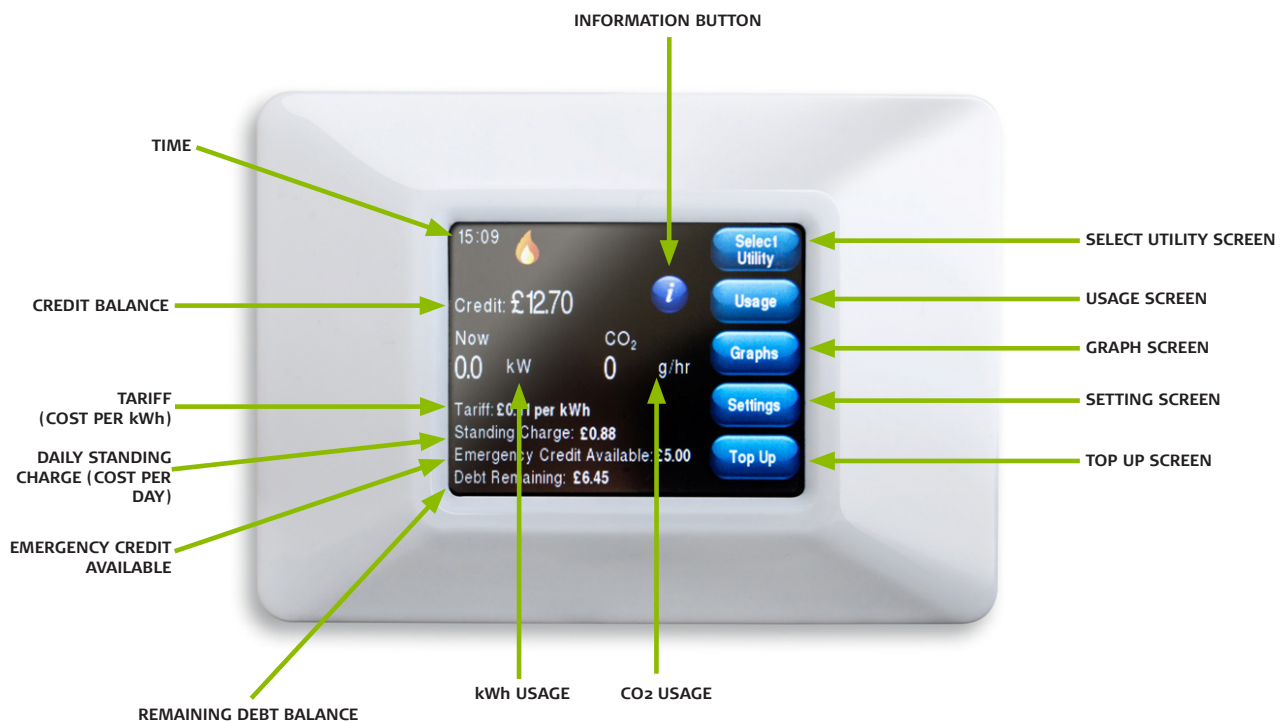 INFORMATION BUTTON
TIME
CREDIT BALANCE
TARIFF
(COST PER kWh)
DAILY STANDING
CHARGE (COST PER
DAY)
EMERGENCY CREDIT
AVAILABLE
REMAINING DEBT BALANCE
15:09
i
Credit: £12.70
Now
CO₂
0.0 kW
0 g/hr
Tariff: per kWh
Standing Charge: £0.88
Emergency Credit Available: £5.00
Debt Remaining: £6.45
Select
Utility
Usage
Graphs
Settings
Top Up
SELECT UTILITY SCREEN
USAGE SCREEN
GRAPH SCREEN
SETTING SCREEN
TOP UP SCREEN
kWh USAGE
CO2 USAGE